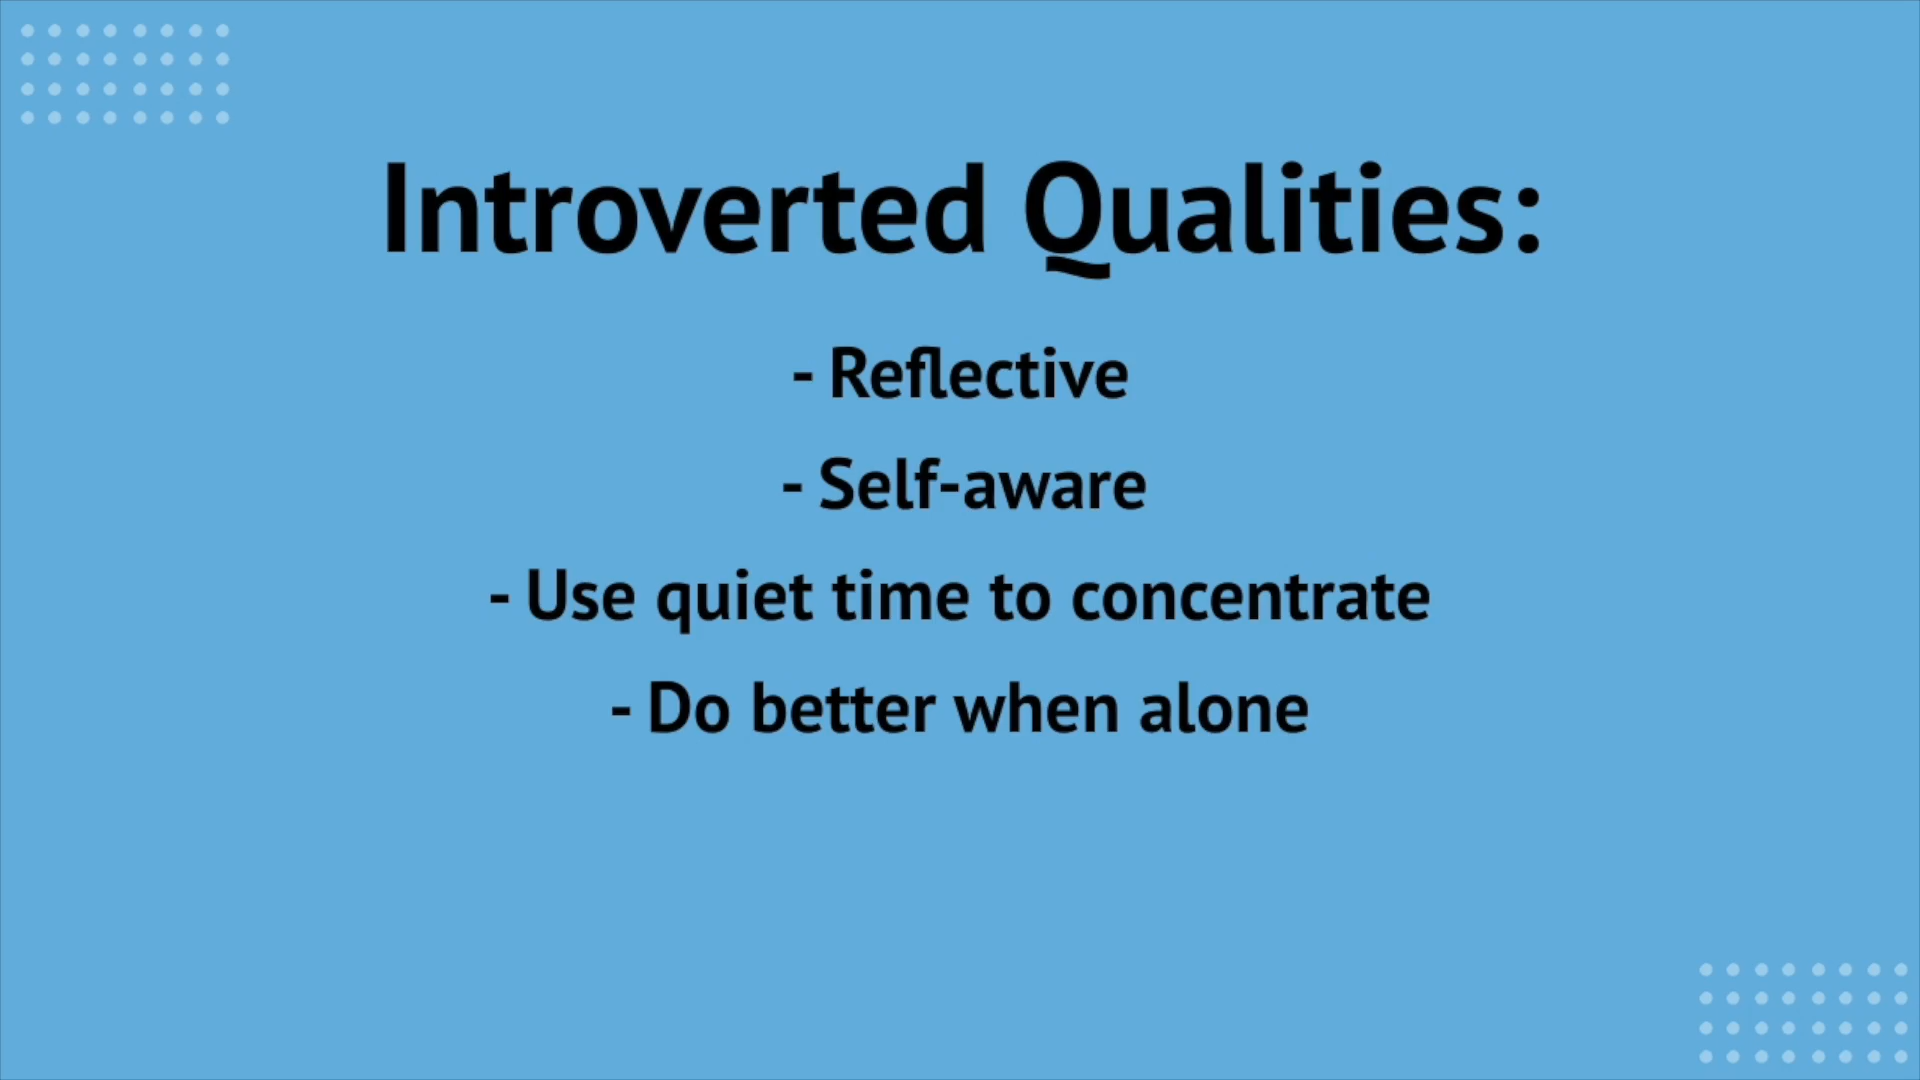 Introverted Qualities:
- Reflective
- Self-aware
- Use quiet time to concentrate
- Do better when alone